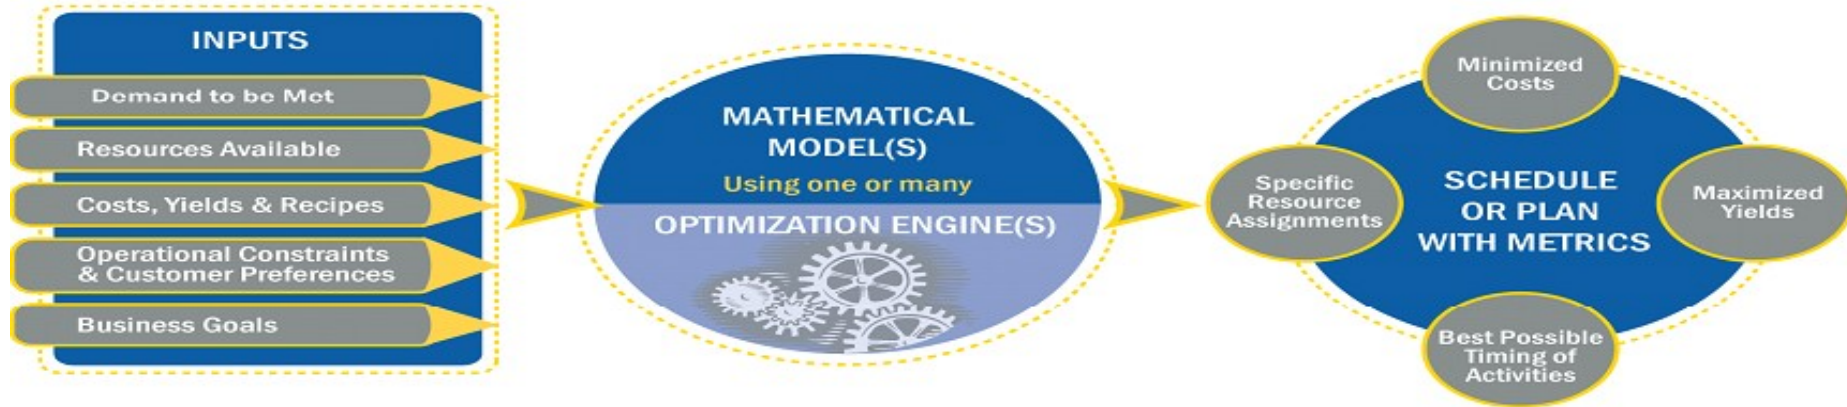 INPUTS
Demand to be Met
Resources Available
Costs, Yields & Recipes
Operational Constraints
& Customer Preferences
Business Goals
MATHEMATICAL
MODEL(S)
Using one or many
OPTIMIZATION ENGINE(S)
Minimized
Costs
Specific
Resource
Assignments
SCHEDULE
OR PLAN
WITH METRICS
Maximized
Yields
Best Possible
Timing of
Activities